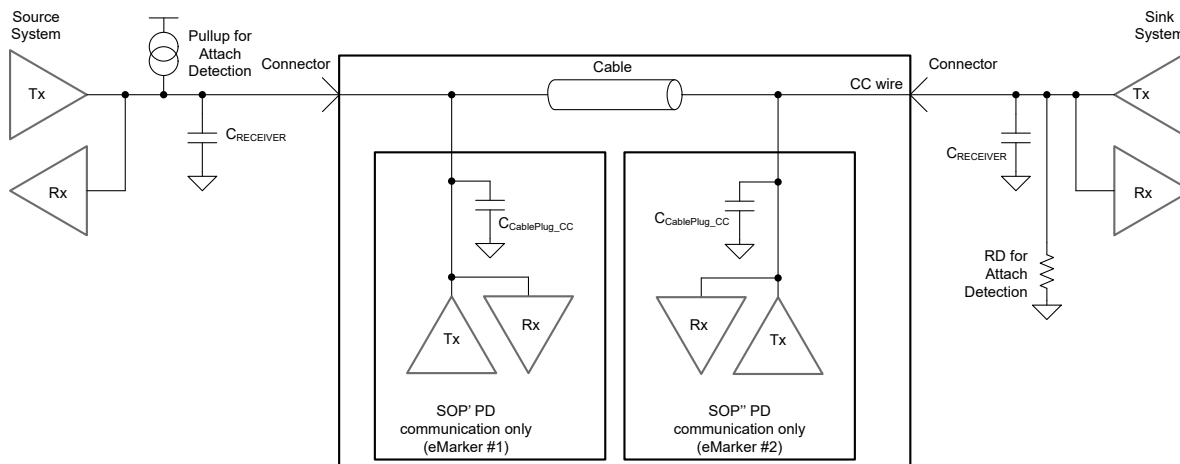 Source
System
Pullup for
Attach
Detection
Connector
Tx
Rx
CRECEIVER
Cable
CC wire
CCablePlug_CC
Tx
Rx
SOP' PD
communication only
(eMarker #1)
CCablePlug_CC
Rx
Tx
SOP'' PD
communication only
(eMarker #2)
Connector
Sink
System
Tx
CRECEIVER
Rx
RD for
Attach
Detection